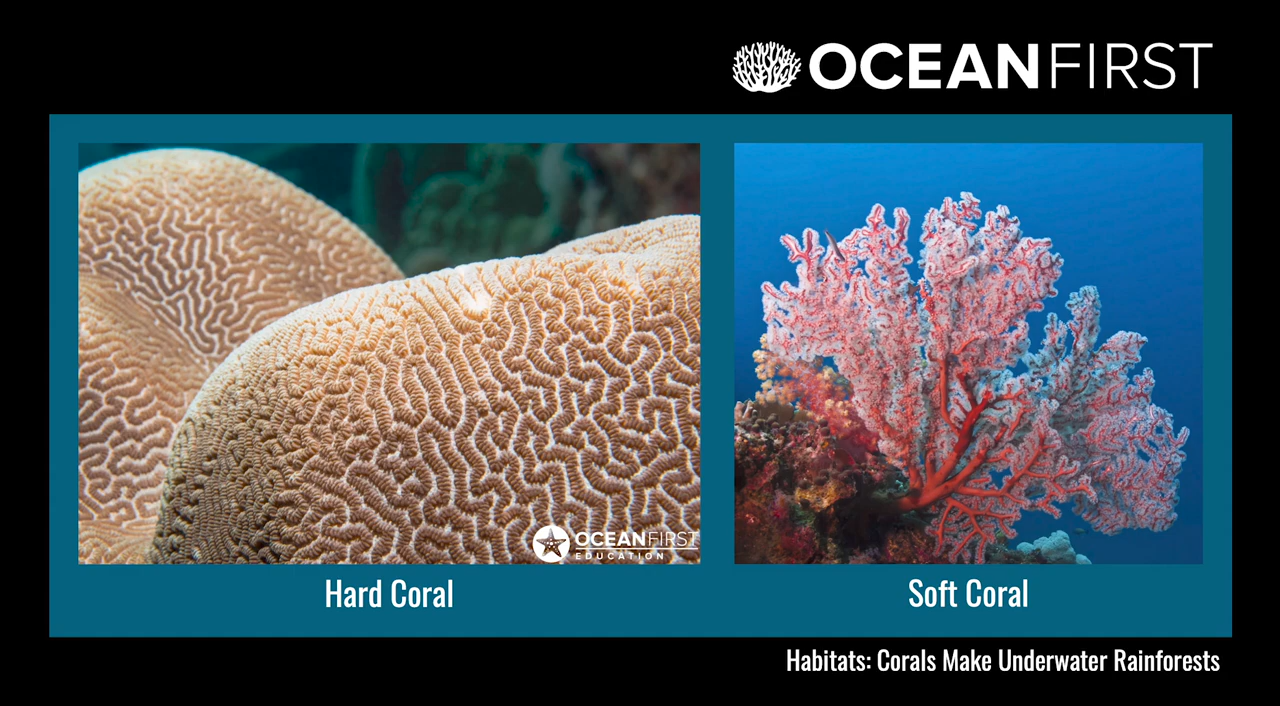 OCEANFIRST
OCEANFIRST
EDUCATION
Hard Coral
Soft Coral
Habitats: Corals Make Underwater Rainforests